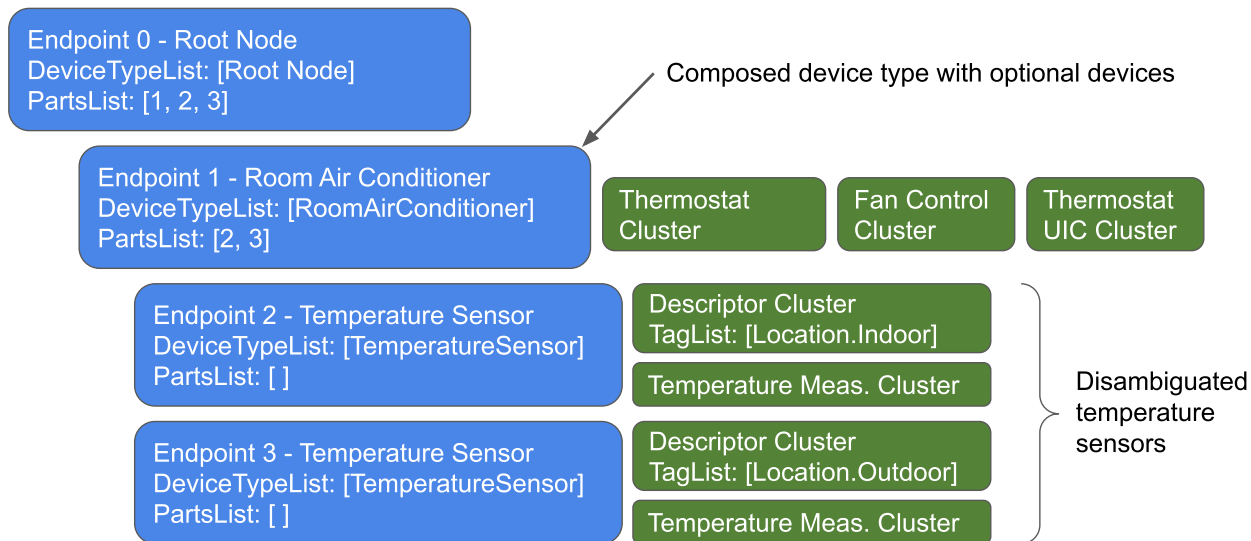 Endpoint 0 - Root Node
DeviceTypeList: [Root Node]
PartsList: [1, 2, 3]
Composed device type with optional devices
Endpoint 1 - Room Air Conditioner
DeviceTypeList: [RoomAirConditioner]
PartsList: [2, 3]
Thermostat
Cluster
Fan Control
Cluster
Thermostat
UIC Cluster
Endpoint 2 - Temperature Sensor
DeviceTypeList: [TemperatureSensor]
PartsList: [ ]
Descriptor Cluster
TagList: [Location.Indoor]
Temperature Meas. Cluster
Endpoint 3 - Temperature Sensor
DeviceTypeList: [TemperatureSensor]
PartsList: [ ]
Descriptor Cluster
TagList: [Location.Outdoor]
Temperature Meas. Cluster
Disambiguated
temperature
sensors